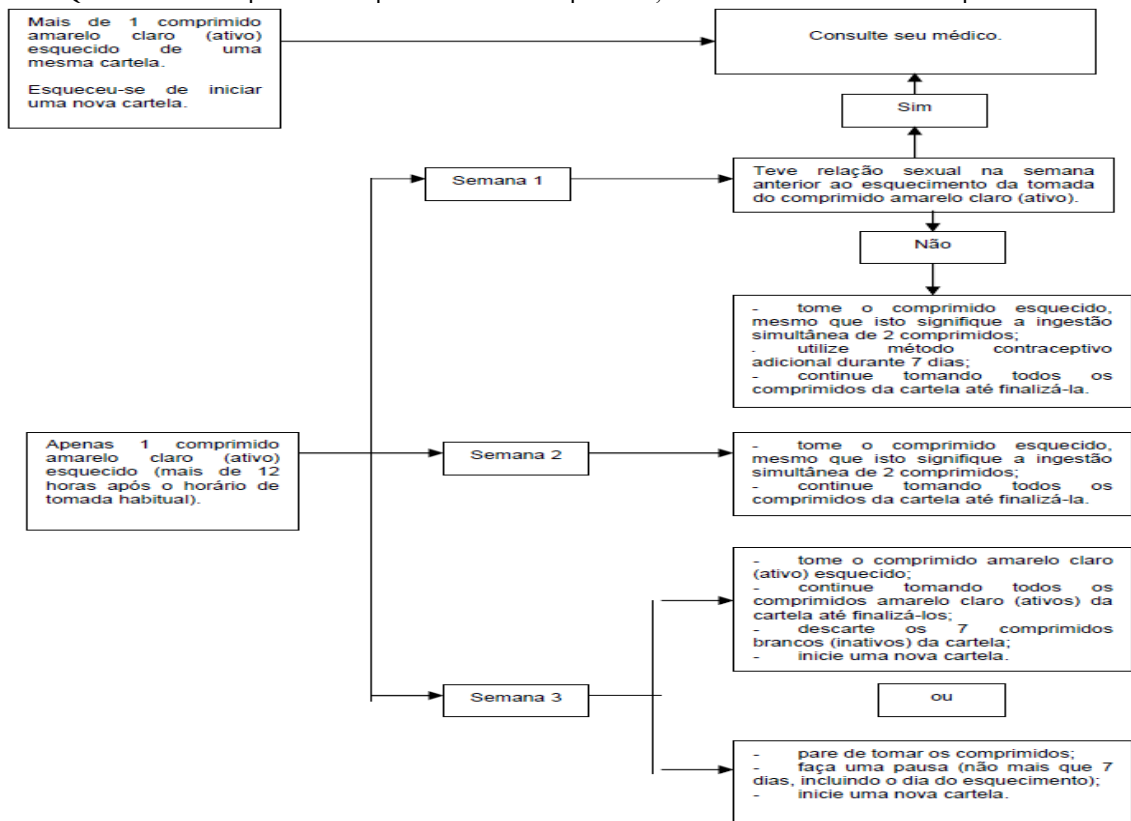 Mais de 1 comprimido
amarelo claro (ativo)
esquecido de uma
mesma cartela.
Esqueceu-se de iniciar
uma nova cartela.
Consulte seu médico.
Sim
Semana 1
Teve relação sexual na semana
anterior ao esquecimento da tomada
do comprimido amarelo claro (ativo).
Não
- tome o comprimido esquecido,
mesmo que isto signifique a ingestão
simultânea de 2 comprimidos;
- utilize método contraceptivo
adicional durante 7 dias;
- continue tomando todos os
comprimidos da cartela até finalizá-la.
Apenas 1 comprimido
amarelo claro (ativo)
esquecido (mais de 12
horas após o horário de
tomada habitual).
Semana 2
- tome o comprimido esquecido,
mesmo que isto signifique a ingestão
simultânea de 2 comprimidos;
- continue tomando todos os
comprimidos da cartela até finalizá-la.
Semana 3
- tome o comprimido amarelo claro
(ativo) esquecido;
- continue tomando todos os
comprimidos amarelo claro (ativos) da
cartela até finalizá-los;
- descarte os 7 comprimidos
brancos (inativos) da cartela;
- inicie uma nova cartela.
ou
- pare de tomar os comprimidos;
- faça uma pausa (não mais que 7
dias, incluindo o dia do esquecimento);
- inicie uma nova cartela.